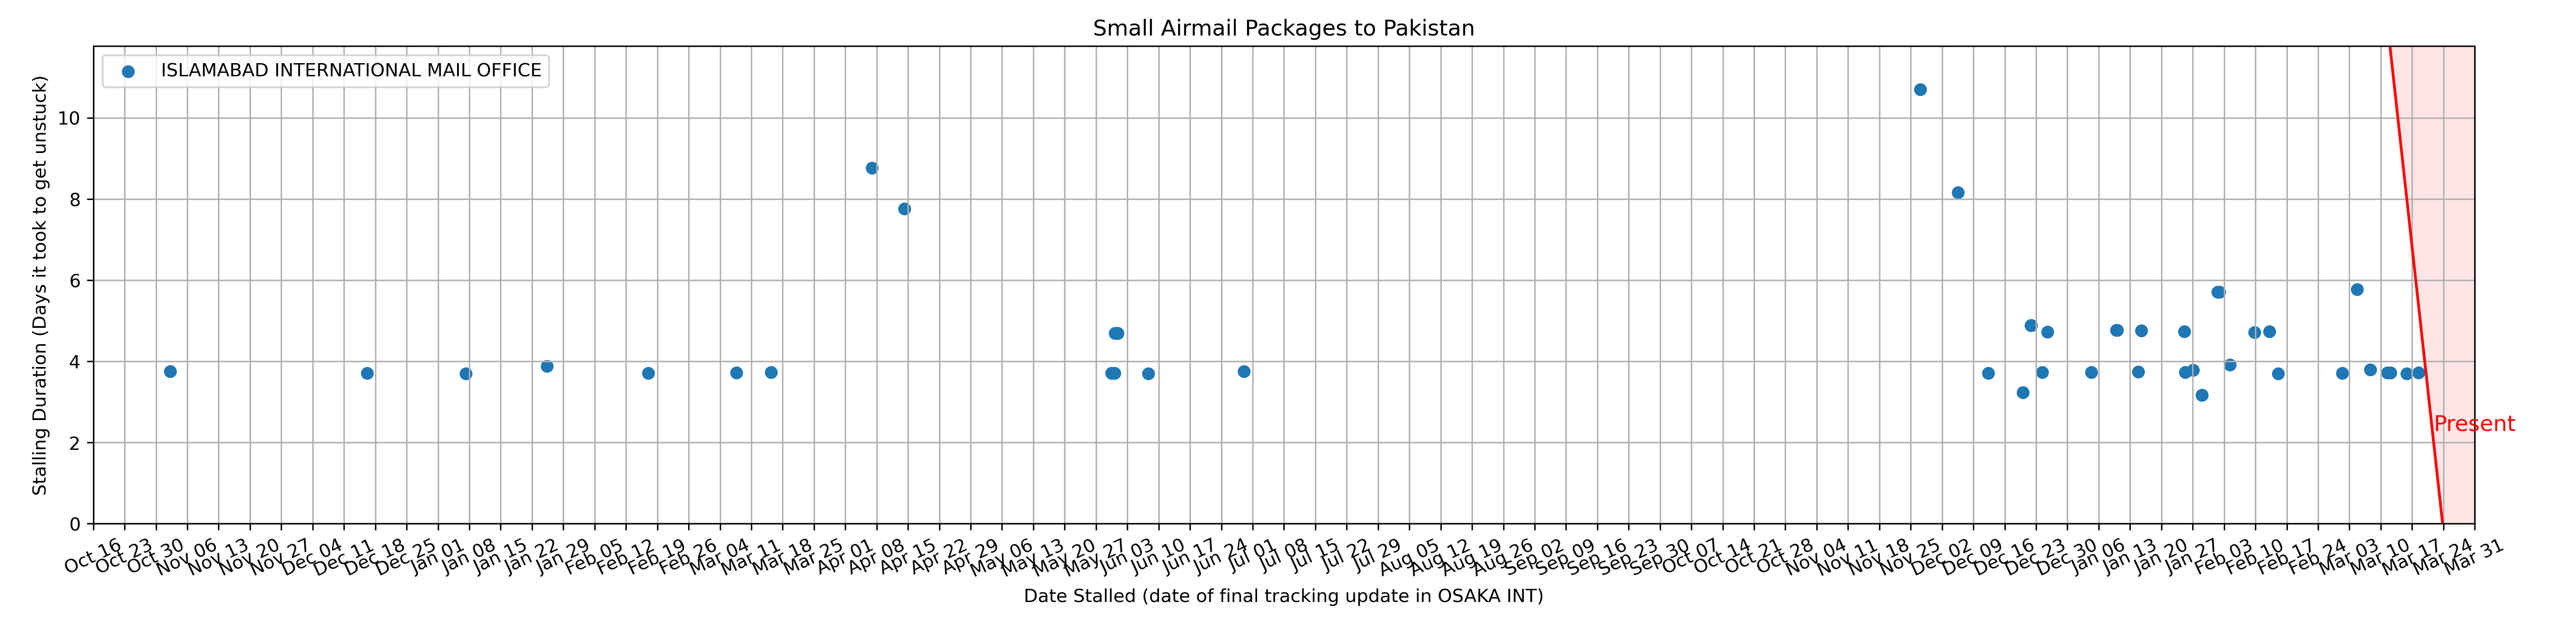 Small Airmail Packages to Pakistan
ISLAMABAD INTERNATIONAL MAIL OFFICE
Stalling Duration (Days it took to get unstuck)
10
8
6
4
2
0
Present
Oct 16 Oct 23 Oct 30 Nov 06 Nov 13 Nov 20 Nov 27 Dec 04 Dec 11 Dec 18 Dec 25 Jan 01 Jan 08 Jan 15 Jan 22 Jan 29 Feb 05 Feb 12 Feb 19 Feb 26 Mar 04 Mar 11 Mar 18 Mar 25 Apr 01 Apr 08 Apr 15 Apr 22 Apr 29 May 06 May 13 May 20 May 27 Jun 03 Jun 10 Jun 17 Jun 24 Jul 01 Jul 08 Jul 15 Jul 22 Jul 29 Aug 05 Aug 12 Aug 19 Aug 26 Sep 02 Sep 09 Sep 16 Sep 23 Sep 30 Oct 07 Oct 14 Oct 21 Oct 28 Nov 04 Nov 11 Nov 18 Nov 25 Dec 02 Dec 09 Dec 16 Dec 23 Dec 30 Jan 06 Jan 13 Jan 20 Jan 27 Feb 03 Feb 10 Feb 17 Feb 24 Mar 03 Mar 10 Mar 17 Mar 24 Mar 31
Date Stalled (date of final tracking update in OSAKA INT)